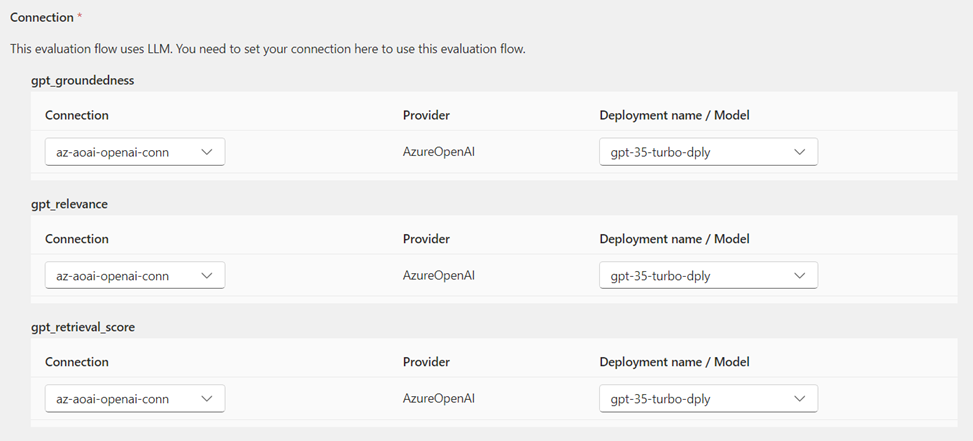 Connection *
This evaluation flow uses LLM. You need to set your connection here to use this evaluation flow.
gpt_groundedness
Connection Provider Deployment name / Model
az-aoai-openai-conn AzureOpenAI gpt-35-turbo-dply
gpt_relevance
Connection Provider Deployment name / Model
az-aoai-openai-conn AzureOpenAI gpt-35-turbo-dply
gpt_retrieval_score
Connection Provider Deployment name / Model
az-aoai-openai-conn AzureOpenAI gpt-35-turbo-dply